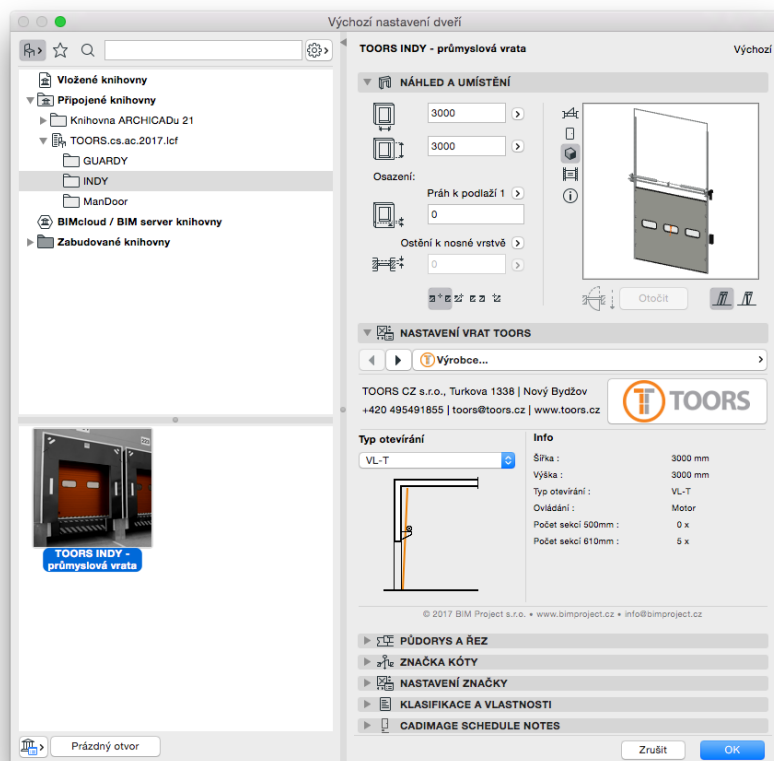 Výchozí nastavení dveří
Vložené knihovny
Připojené knihovny
Knihovna ARCHICADu 21
TOORS.cs.ac.2017.lcf
GUARDY
INDY
ManDoor
BIMcloud / BIM server knihovny
Zabudované knihovny
TOORS INDY -
průmyslová vrata
Prázdný otvor
TOORS INDY - průmyslová vrata
Výchozí
NÁHLED A UMÍSTĚNÍ
3000
3000
Osazení:
Práh k podlaží 1
0
Ostění k nosné vrstvě
0
Otočit
NASTAVENÍ VRAT TOORS
Výrobce...
TOORS CZ s.r.o., Turkova 1338 | Nový Bydžov
+420 495491855 | toors@toors.cz | www.toors.cz
TOORS
Typ otevírání
VL-T
Info
Šířka : 3000 mm
Výška : 3000 mm
Typ otevírání : VL-T
Ovládání : Motor
Počet sekcí 500mm : 0 x
Počet sekcí 610mm : 5 x
© 2017 BIM Project s.r.o. • www.bimproject.cz • info@bimproject.cz
PŮDORYS A ŘEZ
ZNAČKA KÓTY
NASTAVENÍ ZNAČKY
KLASIFIKACE A VLASTNOSTI
CADIMAGE SCHEDULE NOTES
Zrušit
OK